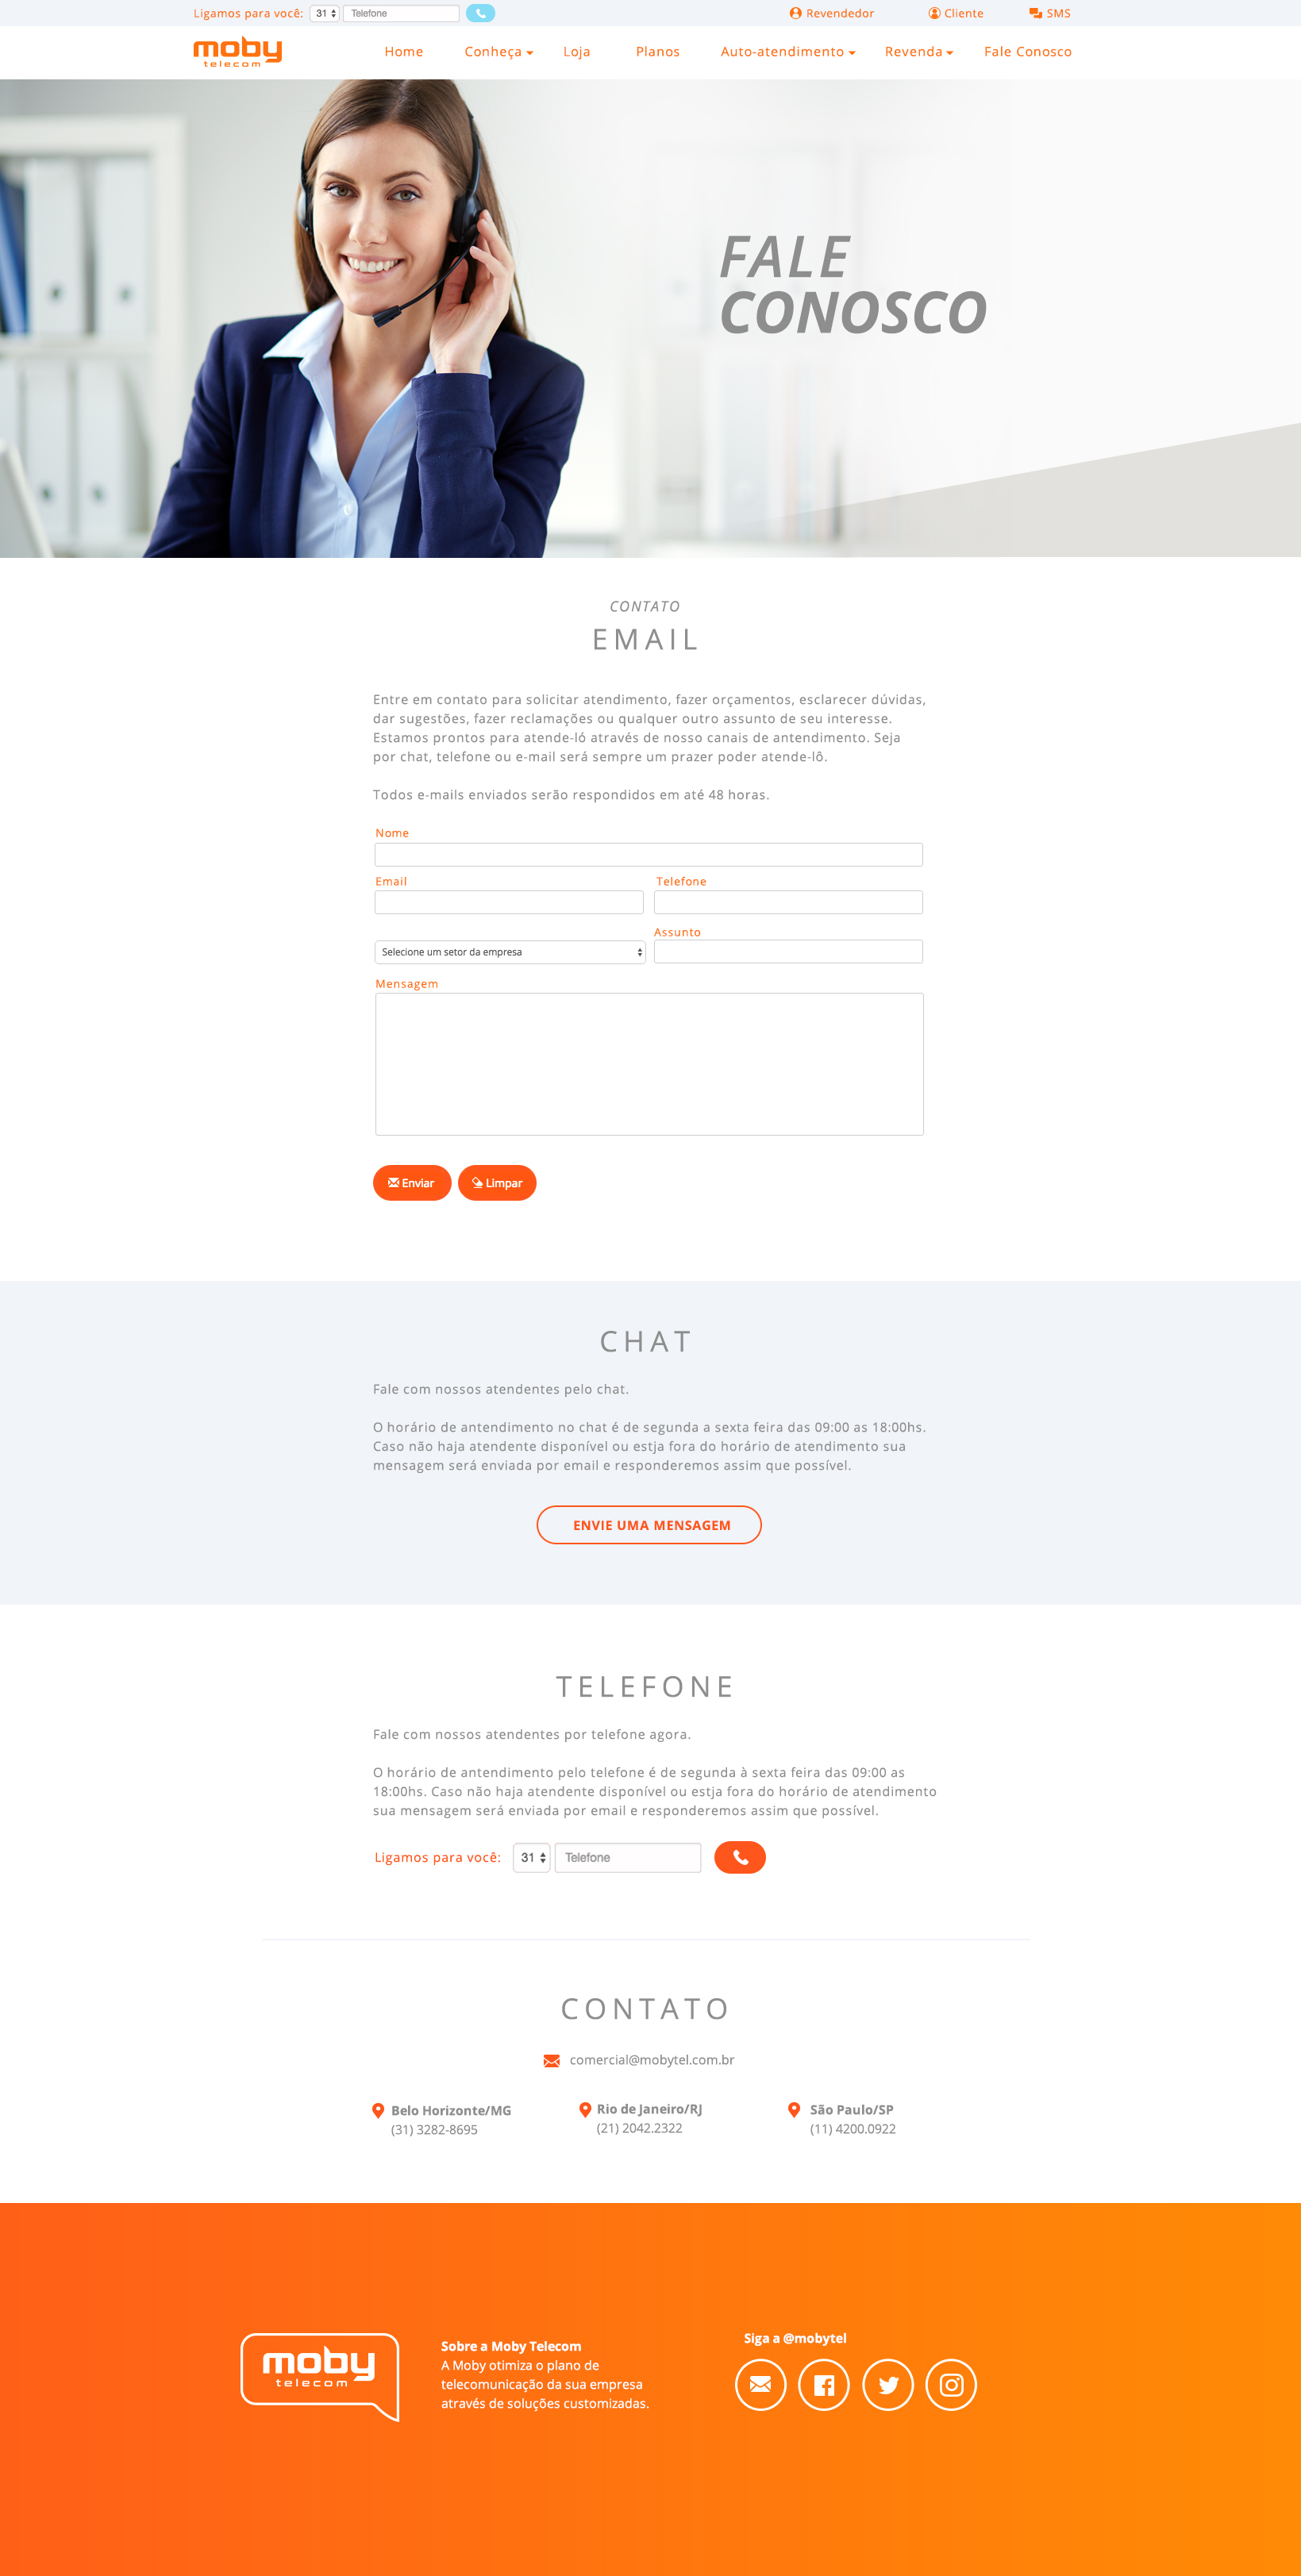 Ligamos para você: 31 Telefone Revendedor Cliente SMS
moby
telecom
Home Conheça Loja Planos Auto-atendimento Revenda Fale Conosco
FALE
CONOSCO
CONTATO
EMAIL
Entre em contato para solicitar atendimento, fazer orçamentos, esclarecer dúvidas,
dar sugestões, fazer reclamações ou qualquer outro assunto de seu interesse.
Estamos prontos para atende-ló através de nosso canais de antendimento. Seja
por chat, telefone ou e-mail será sempre um prazer poder atende-lô.
Todos e-mails enviados serão respondidos em até 48 horas.
Nome
Email Telefone
Assunto
Selecione um setor da empresa
Mensagem
Enviar Limpar
CHAT
Fale com nossos atendentes pelo chat.
O horário de antendimento no chat é de segunda a sexta feira das 09:00 as 18:00hs.
Caso não haja atendente disponível ou estja fora do horário de atendimento sua
mensagem será enviada por email e responderemos assim que possível.
ENVIE UMA MENSAGEM
TELEFONE
Fale com nossos atendentes por telefone agora.
O horário de antendimento pelo telefone é de segunda à sexta feira das 09:00 as
18:00hs. Caso não haja atendente disponível ou estja fora do horário de atendimento
sua mensagem será enviada por email e responderemos assim que possível.
Ligamos para você: 31 Telefone
CONTATO
comercial@mobytel.com.br
Belo Horizonte/MG
(31) 3282-8695
Rio de Janeiro/RJ
(21) 2042.2322
São Paulo/SP
(11) 4200.0922
moby
telecom
Sobre a Moby Telecom
A Moby otimiza o plano de
telecomunicação da sua empresa
através de soluções customizadas.
Siga a @mobytel